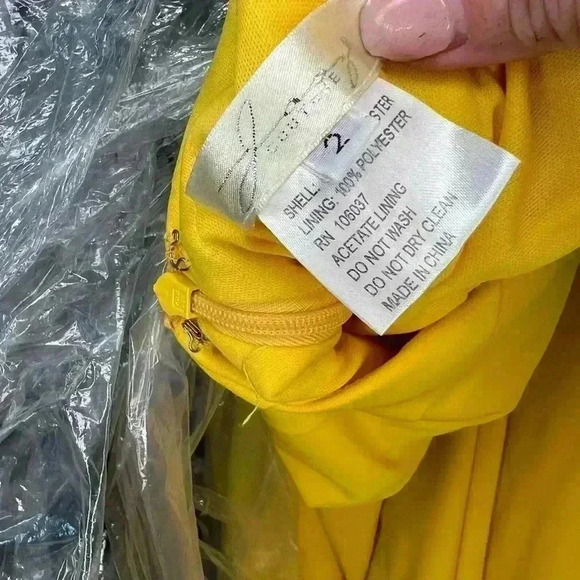 COUTURE
2
SHELL: STER
LINING: 100% POLYESTER
RN 106037
ACETATE LINING
DO NOT WASH
DO NOT DRY CLEAN
MADE IN CHINA